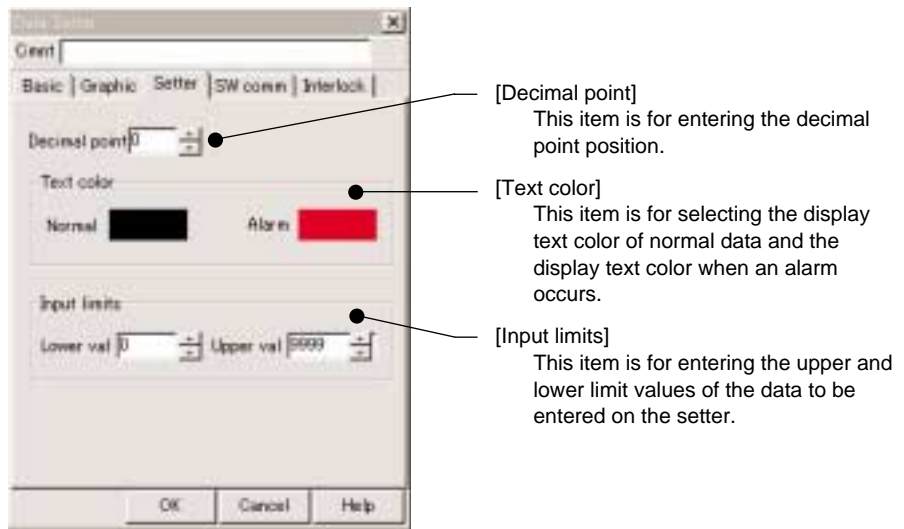 Data Setter
Cmnt
Basic Graphic Setter SW comm Interlock
Decimal point 0
Text color
Normal Alarm
Input limits
Lower val 0 Upper val 9999
OK Cancel Help
[Decimal point]
This item is for entering the decimal
point position.
[Text color]
This item is for selecting the display
text color of normal data and the
display text color when an alarm
occurs.
[Input limits]
This item is for entering the upper and
lower limit values of the data to be
entered on the setter.